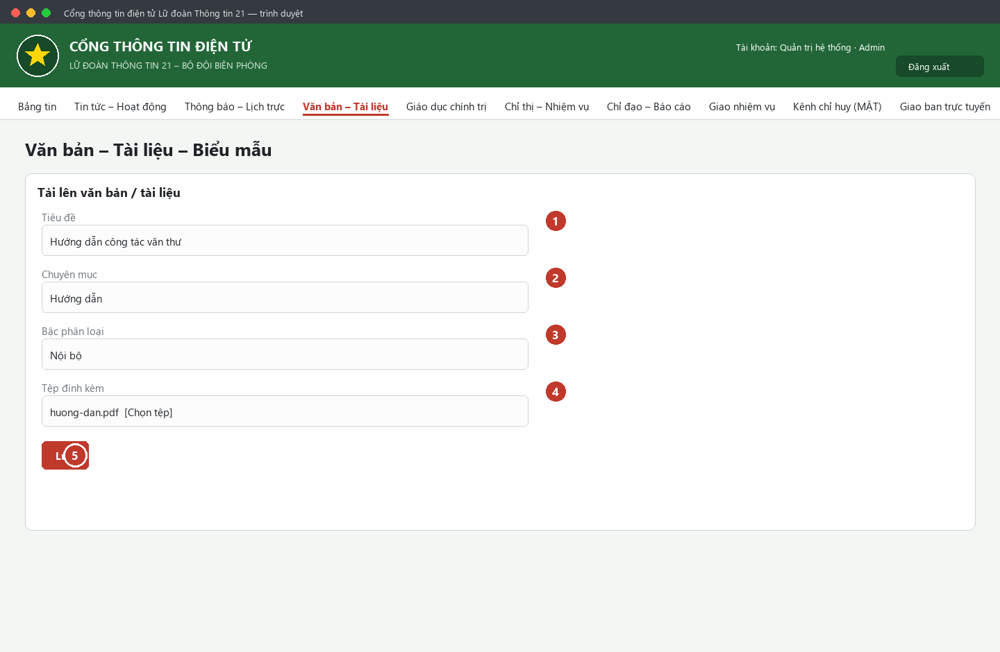 Cổng thông tin điện tử Lữ đoàn Thông tin 21 — trình duyệt
CỔNG THÔNG TIN ĐIỆN TỬ
LỮ ĐOÀN THÔNG TIN 21 – BỘ ĐỘI BIÊN PHÒNG
Tài khoản: Quản trị hệ thống · Admin
Đăng xuất
Bảng tin Tin tức – Hoạt động Thông báo – Lịch trực Văn bản – Tài liệu Giáo dục chính trị Chỉ thị – Nhiệm vụ Chỉ đạo – Báo cáo Giao nhiệm vụ Kênh chỉ huy (MẬT) Giao ban trực tuyến
Văn bản – Tài liệu – Biểu mẫu
Tải lên văn bản / tài liệu
Tiêu đề
1
Hướng dẫn công tác văn thư
Chuyên mục
2
Hướng dẫn
Bậc phân loại
3
Nội bộ
Tệp đính kèm
4
huong-dan.pdf [Chọn tệp]
5